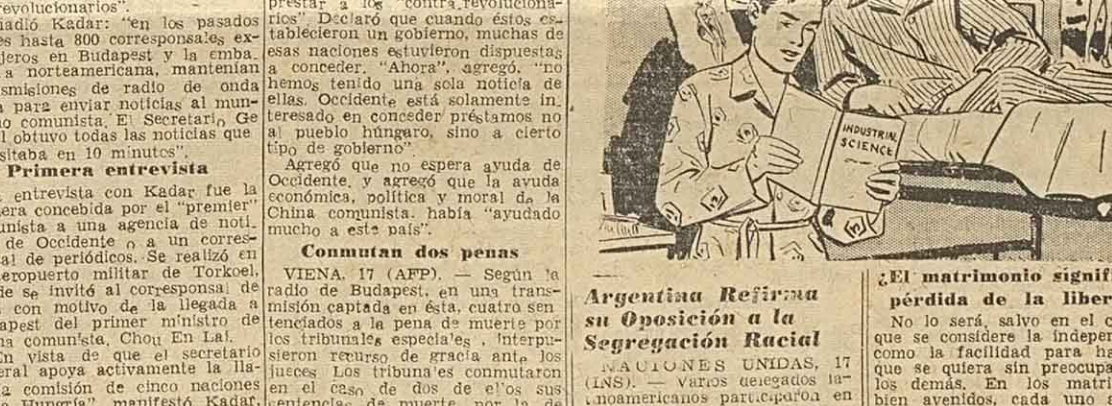 revolucionarios".
adió Kadar: "en los pasados
es hasta 800 corresponsales ex-
jeros en Budapest y la emba.
a norteamericana, mantenían
smisiones de radio de onda
a para enviar noticias al mun-
no comunista. El Secretario Ge
l obtuvo todas las noticias que
sitaba en 10 minutos".
Primera entrevista
entrevista con Kadar fue la
era concebida por el "premier"
unista a una agencia de noti.
de Occidente o a un corres-
al de periódicos. Se realizó en
eropuerto militar de Torkoel,
de se invitó al corresponsal de
con motivo de la llegada a
apest del primer ministro de
na comunista, Chou En Lai.
En vista de que el secretario
eral apoya activamente la lla-
a comisión de cinco naciones
Hungría", manifestó Kadar,
prestar a los "contra revoluciona-
rios". Declaró que cuando éstos es-
tablecieron un gobierno, muchas de
esas naciones estuvieron dispuestas
a conceder. "Ahora", agregó, "no
hemos tenido una sola noticia de
ellas. Occidente está solamente in.
teresado en conceder préstamos no
al pueblo húngaro, sino a cierto
tipo de gobierno".
Agregó que no espera ayuda de
Occidente, y agregó que la ayuda
económica, política y moral de la
China comunista, había "ayudado
mucho a este país".
Conmutan dos penas
VIENA, 17 (AFP). — Según la
radio de Budapest, en una trans-
misión captada en ésta, cuatro sen
tenciados a la pena de muerte por
los tribunales especiales, interpu-
sieron recurso de gracia ante los
jueces. Los tribunales conmutaron
en el caso de dos de ellos sus
sentencias de muerte, por la de
INDUSTRIAL
SCIENCE
Argentina Refirma
su Oposición a la
Segregación Racial
NACIONES UNIDAS, 17
(INS). — Varios delegados la-
tinoamericanos participaron en
¿El matrimonio signif
pérdida de la liber
No lo será, salvo en el c
que se considere la indepen
como la facilidad para ha
que se quiera sin preocupa
los demás. En los matri
bien avenidos, cada uno s